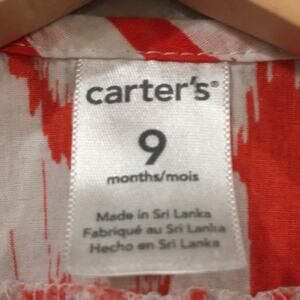 carter's®
9
months/mois
Made in Sri Lanka
Fabriqué au Sri Lanka
Hecho en Sri Lanka